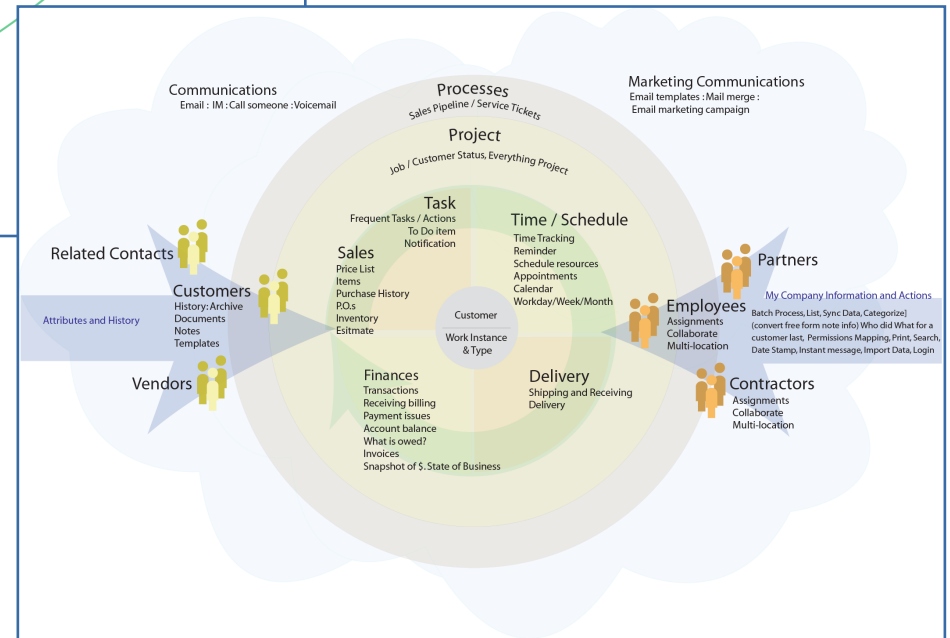 Communications
Email : IM : Call someone : Voicemail
Marketing Communications
Email templates : Mail merge :
Email marketing campaign
Processes
Sales Pipeline / Service Tickets
Project
Job / Customer Status, Everything Project
Task
Frequent Tasks / Actions
To Do item
Notification
Time / Schedule
Time Tracking
Reminder
Schedule resources
Appointments
Calendar
Workday/Week/Month
Sales
Price List
Items
Purchase History
P.O.s
Inventory
Esitmate
Customer
Work Instance
& Type
Finances
Transactions
Receiving billing
Payment issues
Account balance
What is owed?
Invoices
Snapshot of $. State of Business
Delivery
Shipping and Receiving
Delivery
Related Contacts
Customers
History: Archive
Documents
Notes
Templates
Attributes and History
Vendors
Partners
My Company Information and Actions
Batch Process, List, Sync Data, Categorize]
(convert free form note info) Who did What for a
customer last, Permissions Mapping, Print, Search,
Date Stamp, Instant message, Import Data, Login
Employees
Assignments
Collaborate
Multi-location
Contractors
Assignments
Collaborate
Multi-location